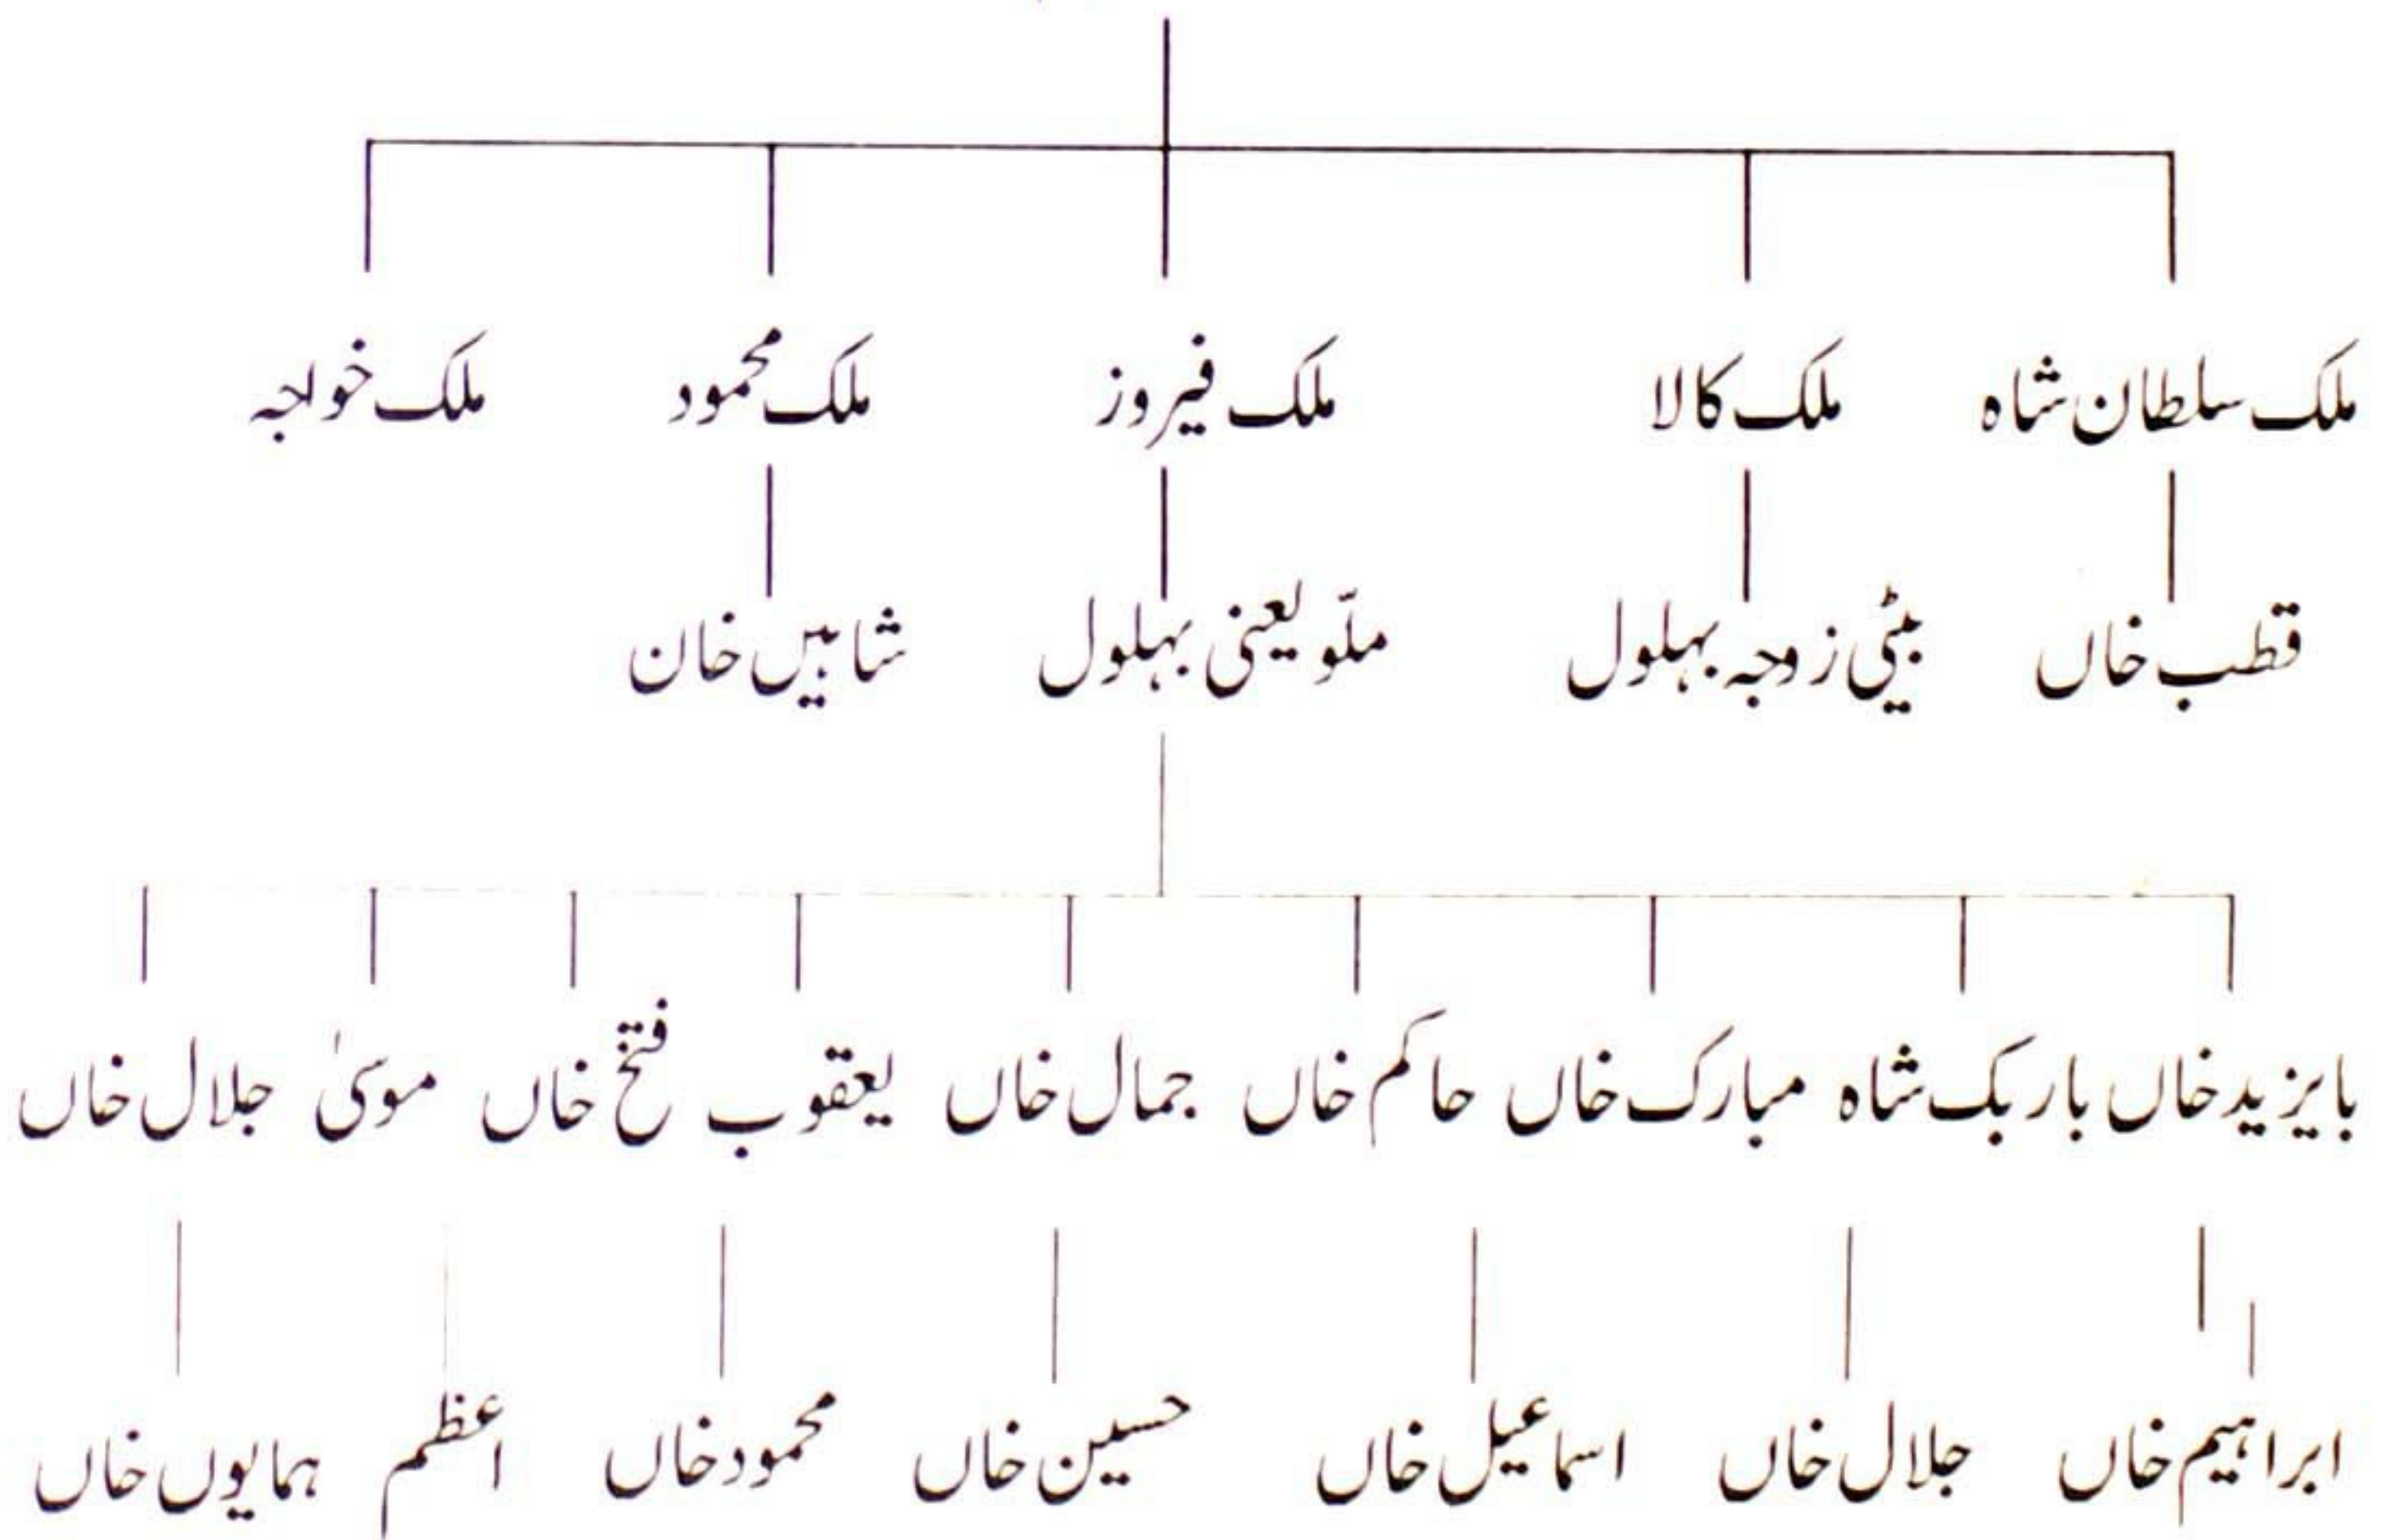 ملک سلطان شاہ ملک کالا ملک فیروز ملک محمود ملک خواجہ
قطب خاں بیٹی زوجہ بہلول ملّو یعنی بہلول شاہیں خان
بایزید خاں باربک شاہ مبارک خاں حاکم خاں جمال خاں یعقوب فتح خاں موسیٰ جلال خاں
ابراہیم خاں جلال خاں اسماعیل خاں حسین خاں محمود خاں اعظم ہمایوں خاں